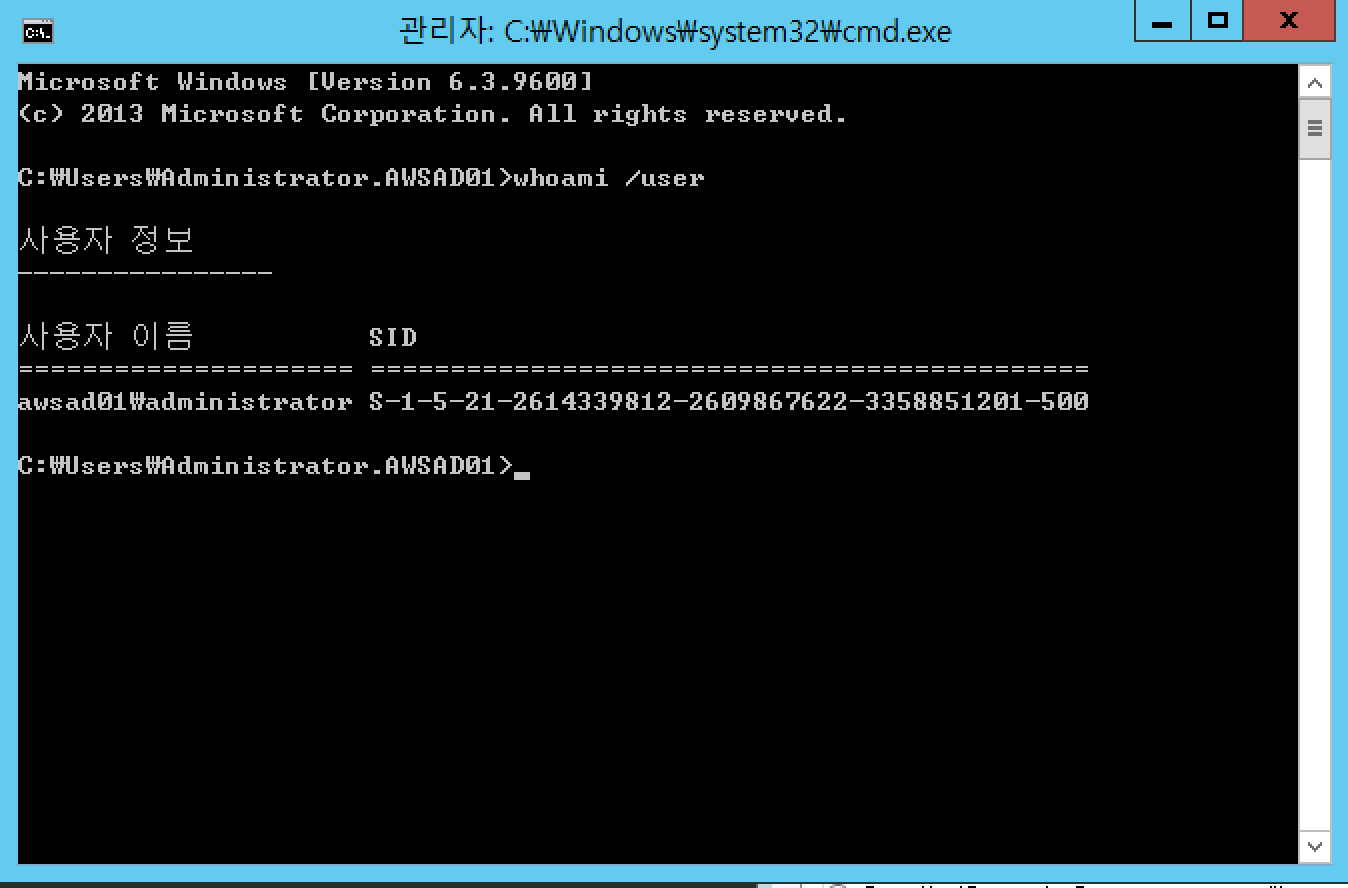 관리자: C:₩Windows₩system32₩cmd.exe
Microsoft Windows [Version 6.3.9600]
(c) 2013 Microsoft Corporation. All rights reserved.
C:₩Users₩Administrator.AWSAD01>whoami /user
사용자 정보
----------------
사용자 이름 SID
===================== =============================================
awsad01₩administrator S-1-5-21-2614339812-2609867622-3358851201-500
C:₩Users₩Administrator.AWSAD01>